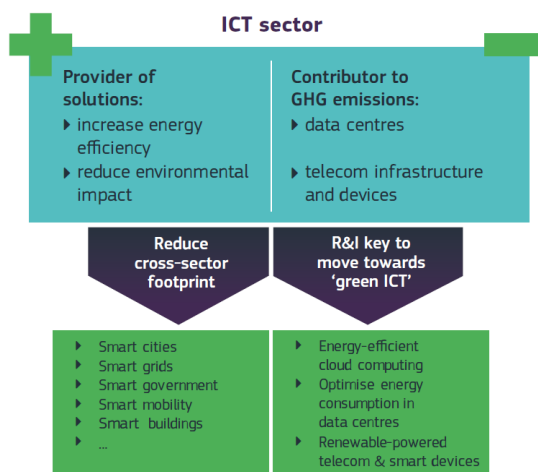 ICT sector
Provider of
solutions:
increase energy
efficiency
reduce environmental
impact
Contributor to
GHG emissions:
data centres
telecom infrastructure
and devices
Reduce
cross-sector
footprint
R&I key to
move towards
‘green ICT’
Smart cities
Smart grids
Smart government
Smart mobility
Smart buildings
...
Energy-efficient
cloud computing
Optimise energy
consumption in
data centres
Renewable-powered
telecom & smart devices